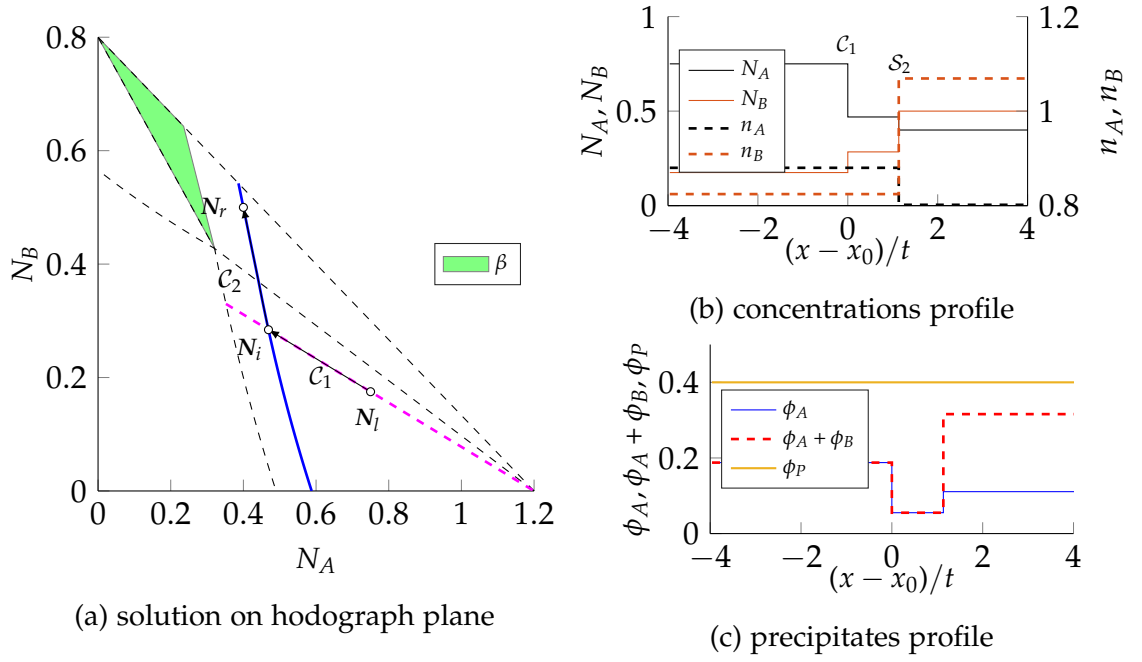 0.8
0.6
0.4
0.2
0
N_B
0
0.2
0.4
0.6
0.8
1
1.2
N_A
N_r
C_2
N_i
C_1
N_l
β
(a) solution on hodograph plane
1
0.5
0
N_A, N_B
1.2
1
0.8
n_A, n_B
C_1
S_2
N_A
N_B
n_A
n_B
−4
−2
0
2
4
(x − x_0)/t
(b) concentrations profile
0.4
0.2
0
ϕ_A, ϕ_A + ϕ_B, ϕ_P
ϕ_A
ϕ_A + ϕ_B
ϕ_P
−4
−2
0
2
4
(x − x_0)/t
(c) precipitates profile